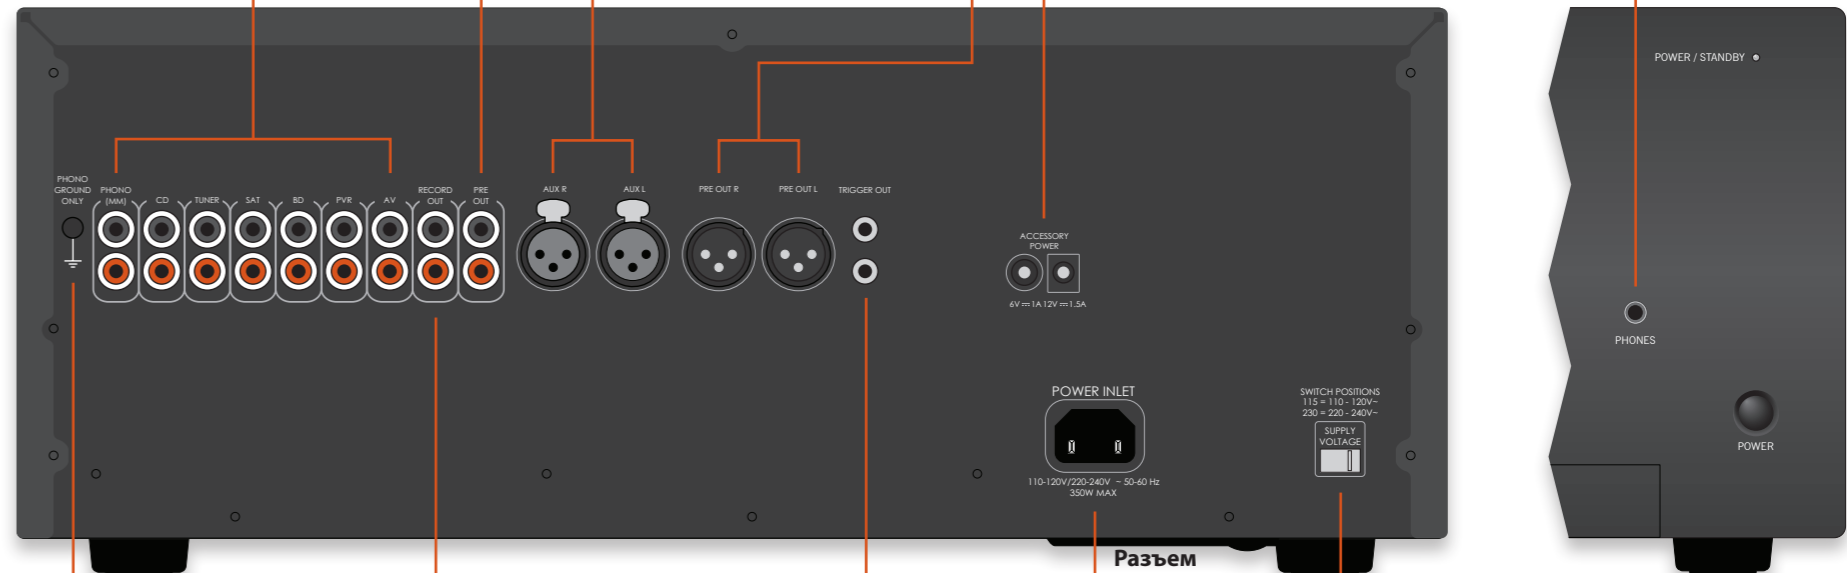 POWER / STANDBY
PHONO
GROUND
ONLY
PHONO
(MM)
CD
TUNER
SAT
BD
PVR
AV
RECORD
OUT
PRE
OUT
AUX R
AUX L
PRE OUT R
PRE OUT L
TRIGGER OUT
ACCESSORY
POWER
6V ⎓ 1A 12V ⎓ 1.5A
PHONES
POWER INLET
110-120V/220-240V ~ 50-60 Hz
350W MAX
SWITCH POSITIONS
115 = 110 - 120V~
230 = 220 - 240V~
SUPPLY
VOLTAGE
POWER
Разъем